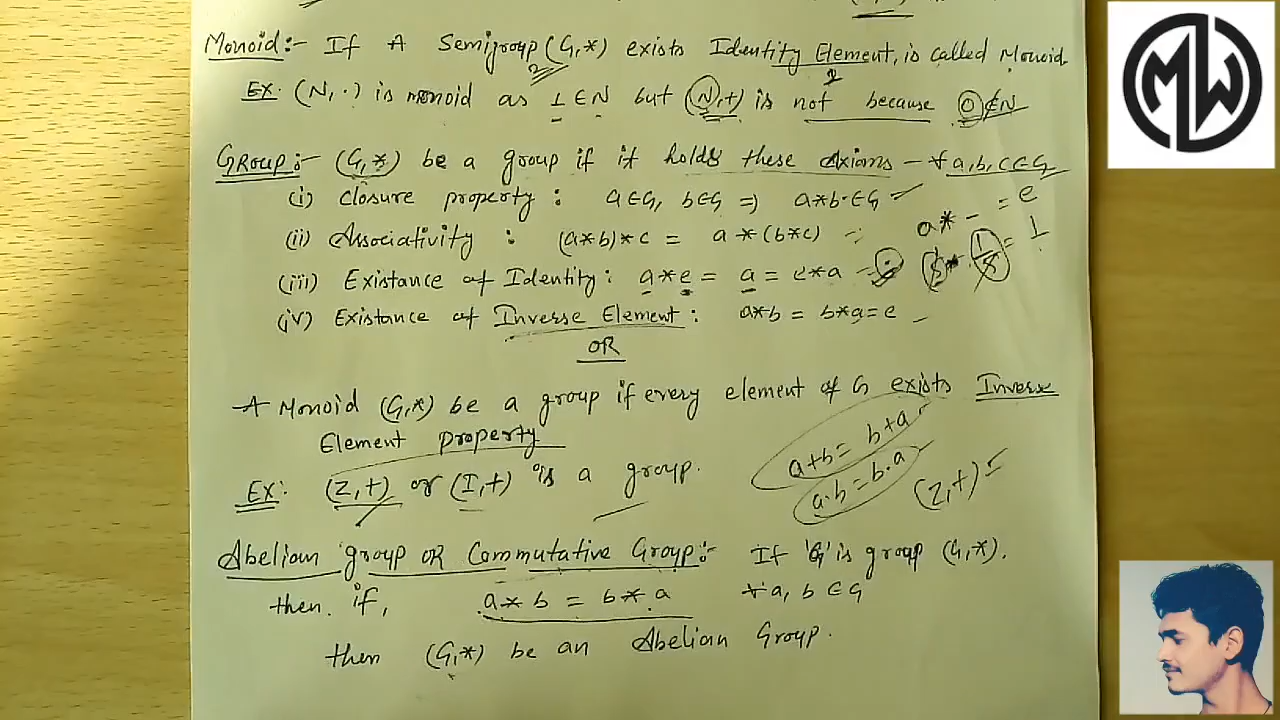 MW
Monoid:- If A Semigroup (G,*) exists Identity Element, is called Monoid.
Ex. (N, ·) is monoid as 1 ∈ N but (N,+) is not because 0 ∉ N
GROUP:- (G,*) be a group if it holds these Axioms - ∀ a,b,c ∈ G
(i) Closure property : a ∈ G, b ∈ G ⇒ a*b ∈ G
(ii) Associativity : (a*b)*c = a*(b*c)
a* - = e
(iii) Existance of Identity : a*e = a = e*a
(iv) Existance of Inverse Element : a*b = b*a = e
OR
A Monoid (G,*) be a group if every element of G exists Inverse
Element property
a+b = b+a
a·b = b·a
(Z,+)
EX: (Z,+) or (I,+) is a group.
Abelian group OR Commutative Group:- If 'G' is group (G,*).
then if, a*b = b*a ∀ a, b ∈ G
then (G,*) be an Abelian Group.